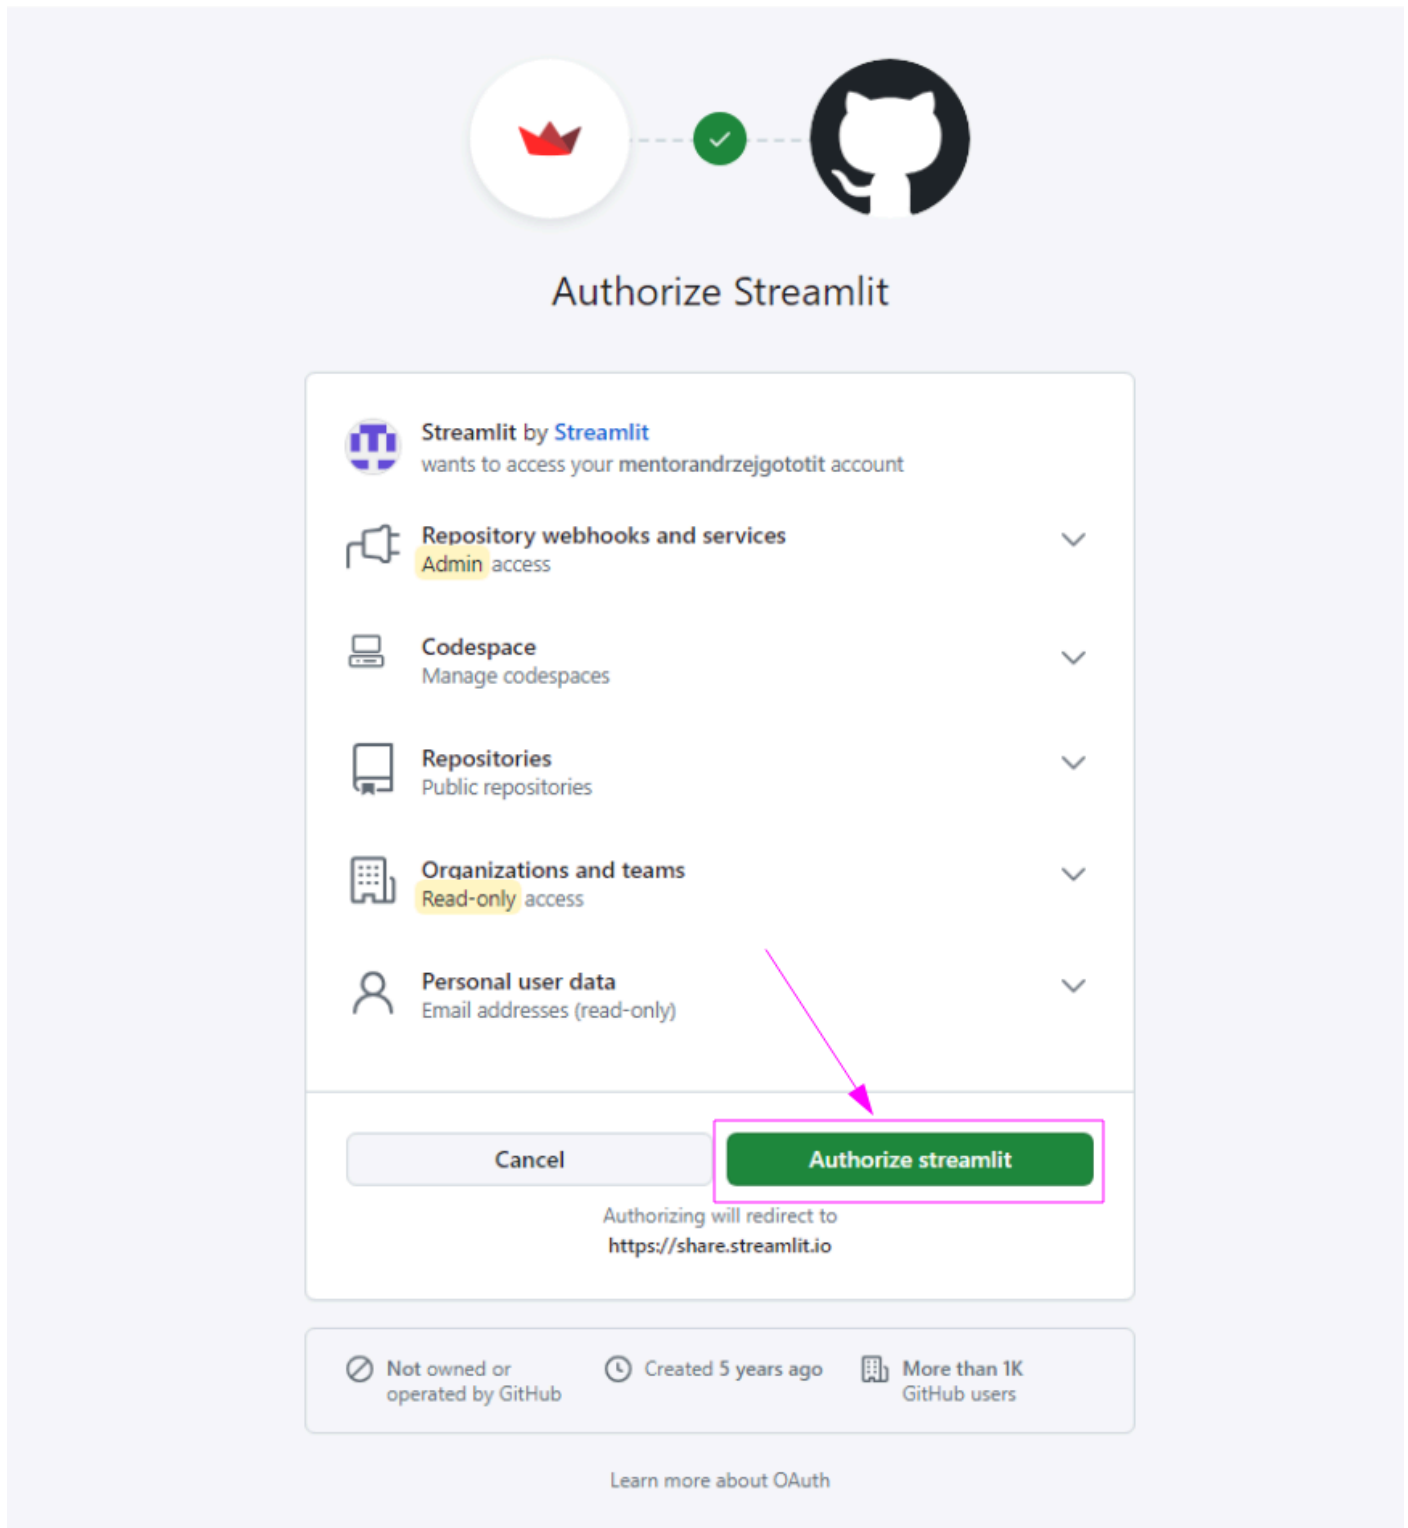 Authorize Streamlit
Streamlit by Streamlit
wants to access your mentorandrzejgototit account
Repository webhooks and services
Admin access
Codespace
Manage codespaces
Repositories
Public repositories
Organizations and teams
Read-only access
Personal user data
Email addresses (read-only)
Cancel
Authorize streamlit
Authorizing will redirect to
https://share.streamlit.io
Not owned or
operated by GitHub
Created 5 years ago
More than 1K
GitHub users
Learn more about OAuth